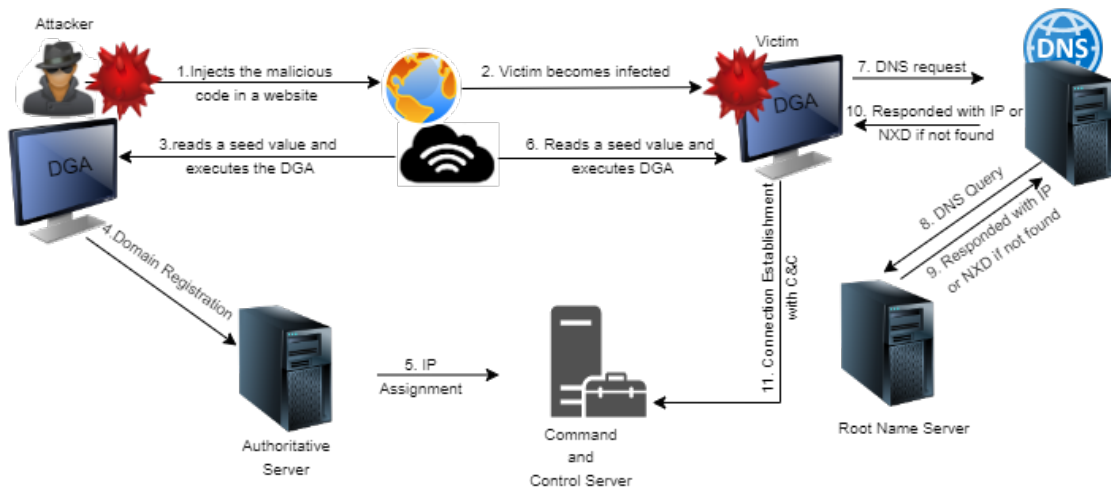 Attacker
1.Injects the malicious
code in a website
2. Victim becomes infected
Victim
DGA
7. DNS request
DNS
10. Responded with IP or
NXD if not found
3.reads a seed value and
executes the DGA
DGA
6. Reads a seed value and
executes DGA
8. DNS Query
9. Responded with IP
or NXD if not found
4.Domain Registration
11. Connection Establishment
with C&C
5. IP
Assignment
Authoritative
Server
Command
and
Control Server
Root Name Server